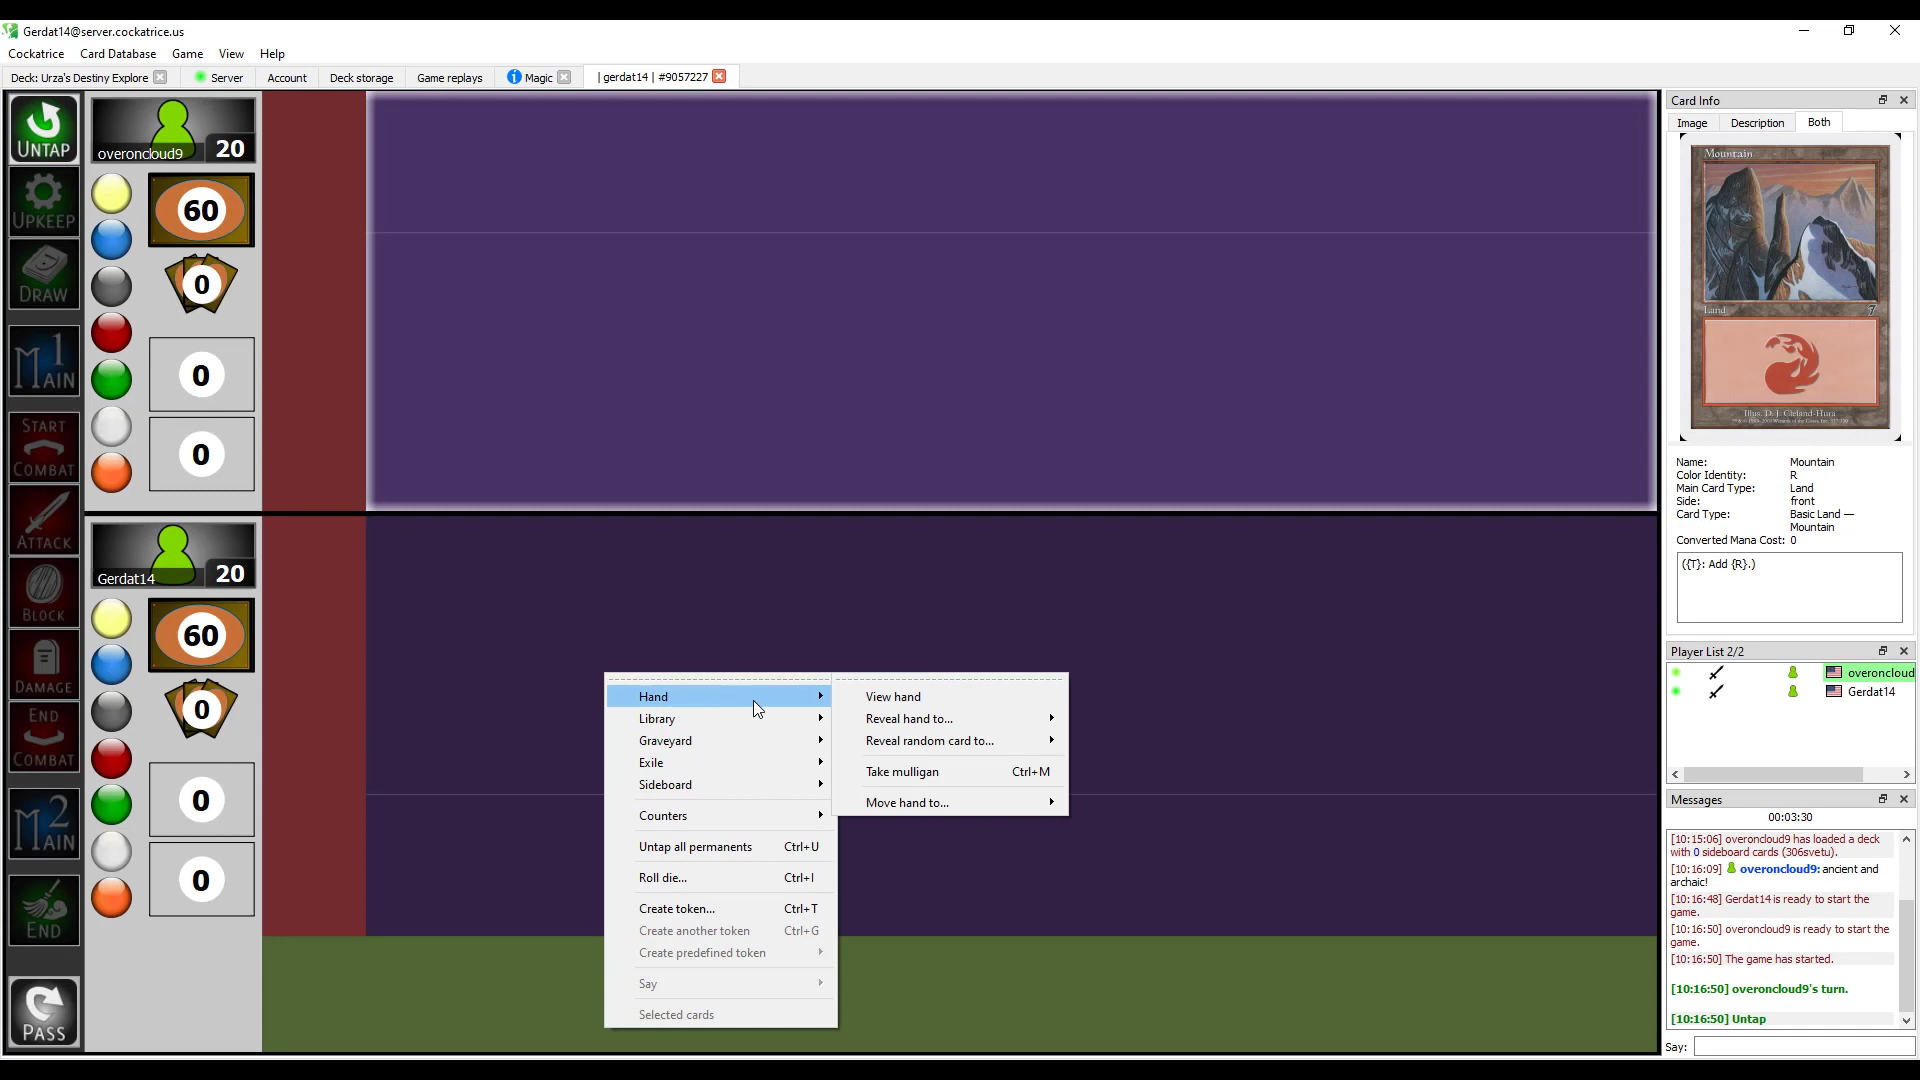 Gerdat14@server.cockatrice.us
Cockatrice Card Database Game View Help
Deck: Urza's Destiny Explore Server Account Deck storage Game replays Magic | gerdat14 | #9057227
UNTAP
UPKEEP
DRAW
MAIN 1
START COMBAT
ATTACK
BLOCK
DAMAGE
END COMBAT
MAIN 2
END
PASS
overoncloud9 20
60
0
0
0
Gerdat14 20
60
0
0
0
Hand
Library
Graveyard
Exile
Sideboard
Counters
Untap all permanents Ctrl+U
Roll die... Ctrl+I
Create token... Ctrl+T
Create another token Ctrl+G
Create predefined token
Say
Selected cards
View hand
Reveal hand to...
Reveal random card to...
Take mulligan Ctrl+M
Move hand to...
Card Info
Image Description Both
Mountain
Land 7
Illus. D. J. Cleland-Hura
Name: Mountain
Color Identity: R
Main Card Type: Land
Side: front
Card Type: Basic Land —
Mountain
Converted Mana Cost: 0
({T}: Add {R}.)
Player List 2/2
overoncloud
Gerdat14
Messages
00:03:30
[10:15:06] overoncloud9 has loaded a deck
with 0 sideboard cards (306svetu).
[10:16:09] overoncloud9: ancient and
archaic!
[10:16:48] Gerdat14 is ready to start the
game.
[10:16:50] overoncloud9 is ready to start the
game.
[10:16:50] The game has started.
[10:16:50] overoncloud9's turn.
[10:16:50] Untap
Say: